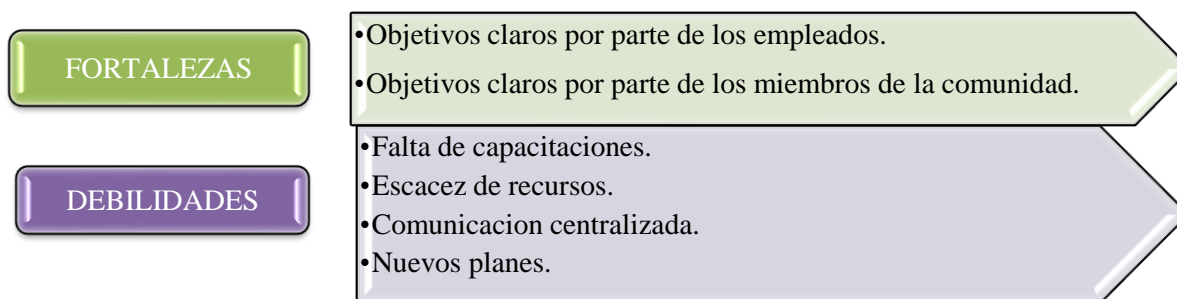 FORTALEZAS
•Objetivos claros por parte de los empleados.
•Objetivos claros por parte de los miembros de la comunidad.
DEBILIDADES
•Falta de capacitaciones.
•Escacez de recursos.
•Comunicacion centralizada.
•Nuevos planes.